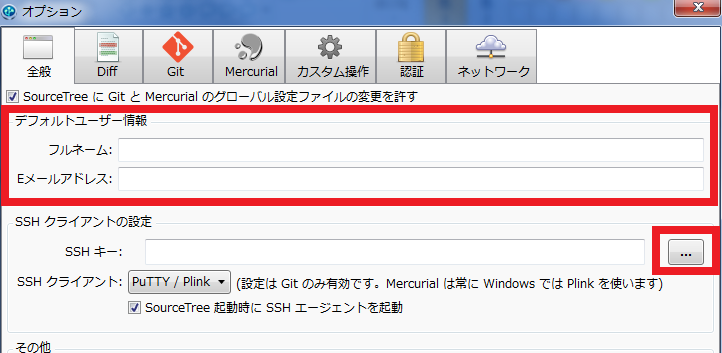 オプション
全般 Diff Git Mercurial カスタム操作 認証 ネットワーク
SourceTree に Git と Mercurial のグローバル設定ファイルの変更を許す
デフォルトユーザー情報
フルネーム:
Eメールアドレス:
SSH クライアントの設定
SSH キー: ...
SSH クライアント: PuTTY / Plink (設定は Git のみ有効です。Mercurial は常に Windows では Plink を使います)
SourceTree 起動時に SSH エージェントを起動
その他